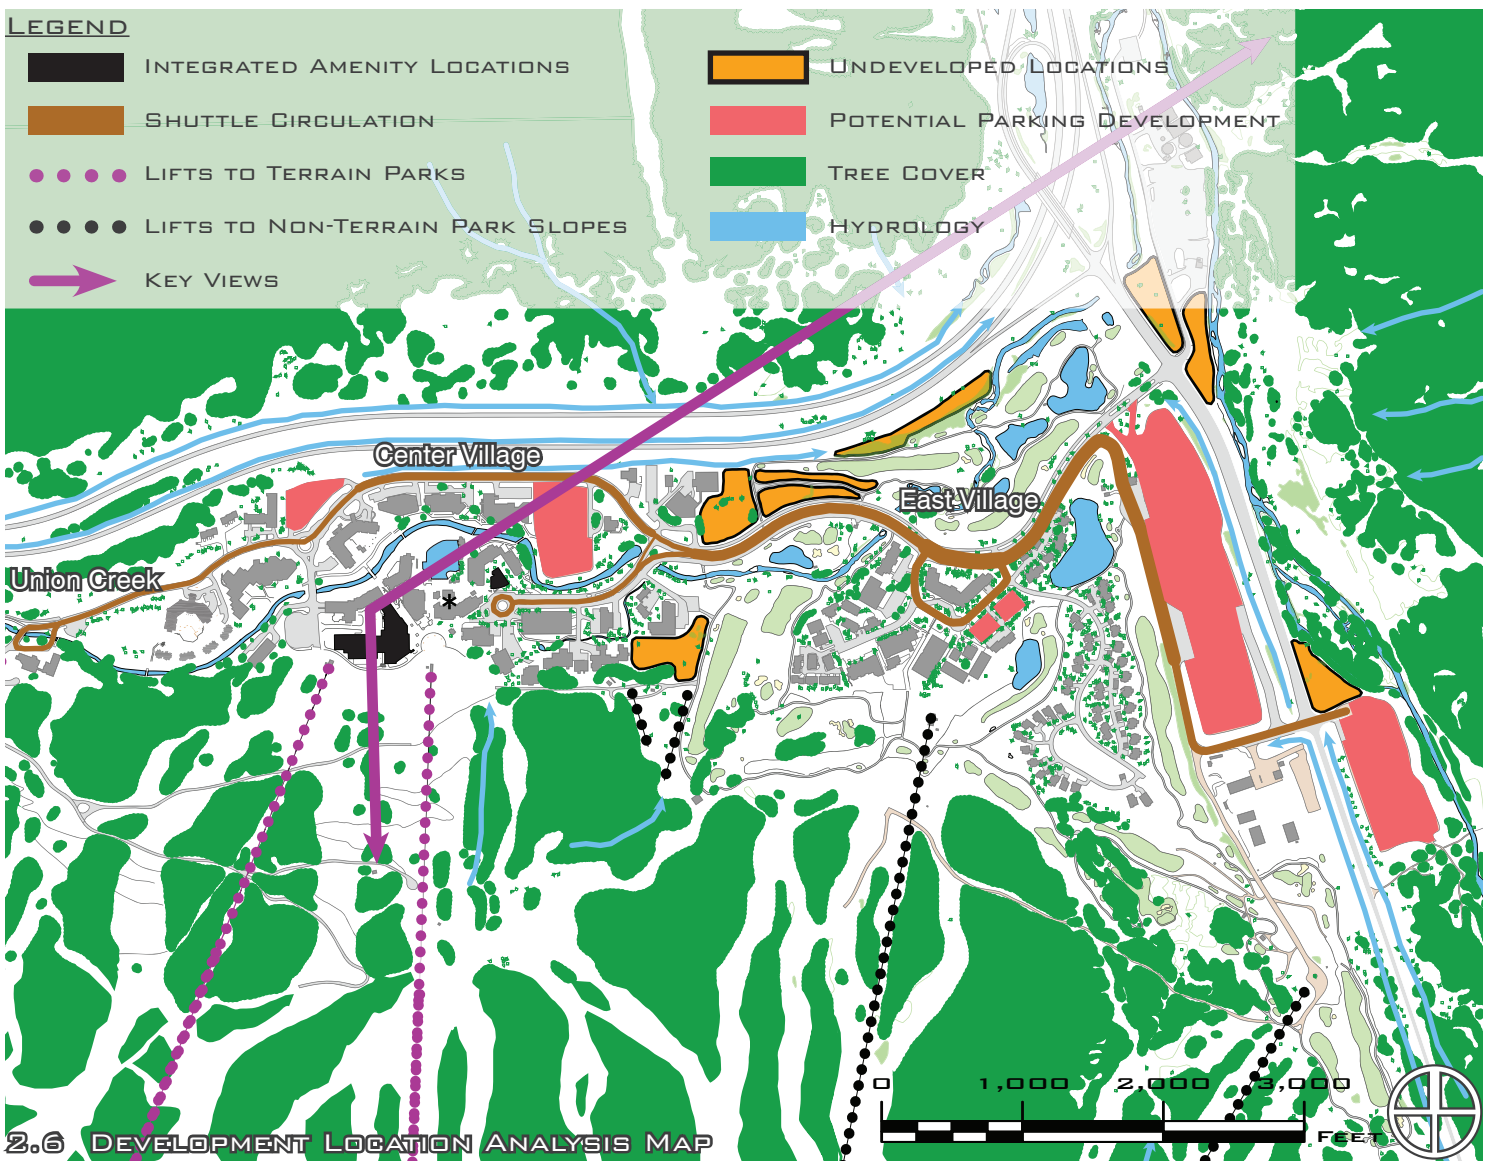 LEGEND
INTEGRATED AMENITY LOCATIONS
SHUTTLE CIRCULATION
LIFTS TO TERRAIN PARKS
LIFTS TO NON-TERRAIN PARK SLOPES
KEY VIEWS
UNDEVELOPED LOCATIONS
POTENTIAL PARKING DEVELOPMENT
TREE COVER
HYDROLOGY
Center Village
East Village
Union Creek
*
0 1,000 2,000 3,000
FEET
2.6 DEVELOPMENT LOCATION ANALYSIS MAP